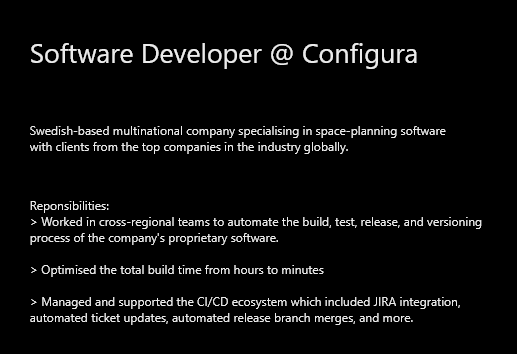 Software Developer @ Configura
Swedish-based multinational company specialising in space-planning software
with clients from the top companies in the industry globally.
Reponsibilities:
> Worked in cross-regional teams to automate the build, test, release, and versioning
process of the company's proprietary software.
> Optimised the total build time from hours to minutes
> Managed and supported the CI/CD ecosystem which included JIRA integration,
automated ticket updates, automated release branch merges, and more.